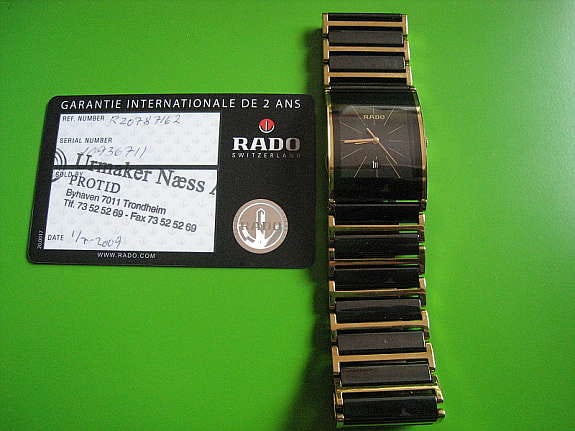 GARANTIE INTERNATIONALE DE 2 ANS
REF. NUMBER R20787162
SERIAL NUMBER
11936711
SOLD BY
Urmaker Næss A
PROTID
Byhaven 7011 Trondheim
Tlf. 73 52 52 69 - Fax 73 52 52 69
DATE 1/7-2009
WWW.RADO.COM
RADO
SWITZERLAND
RADO
RADO